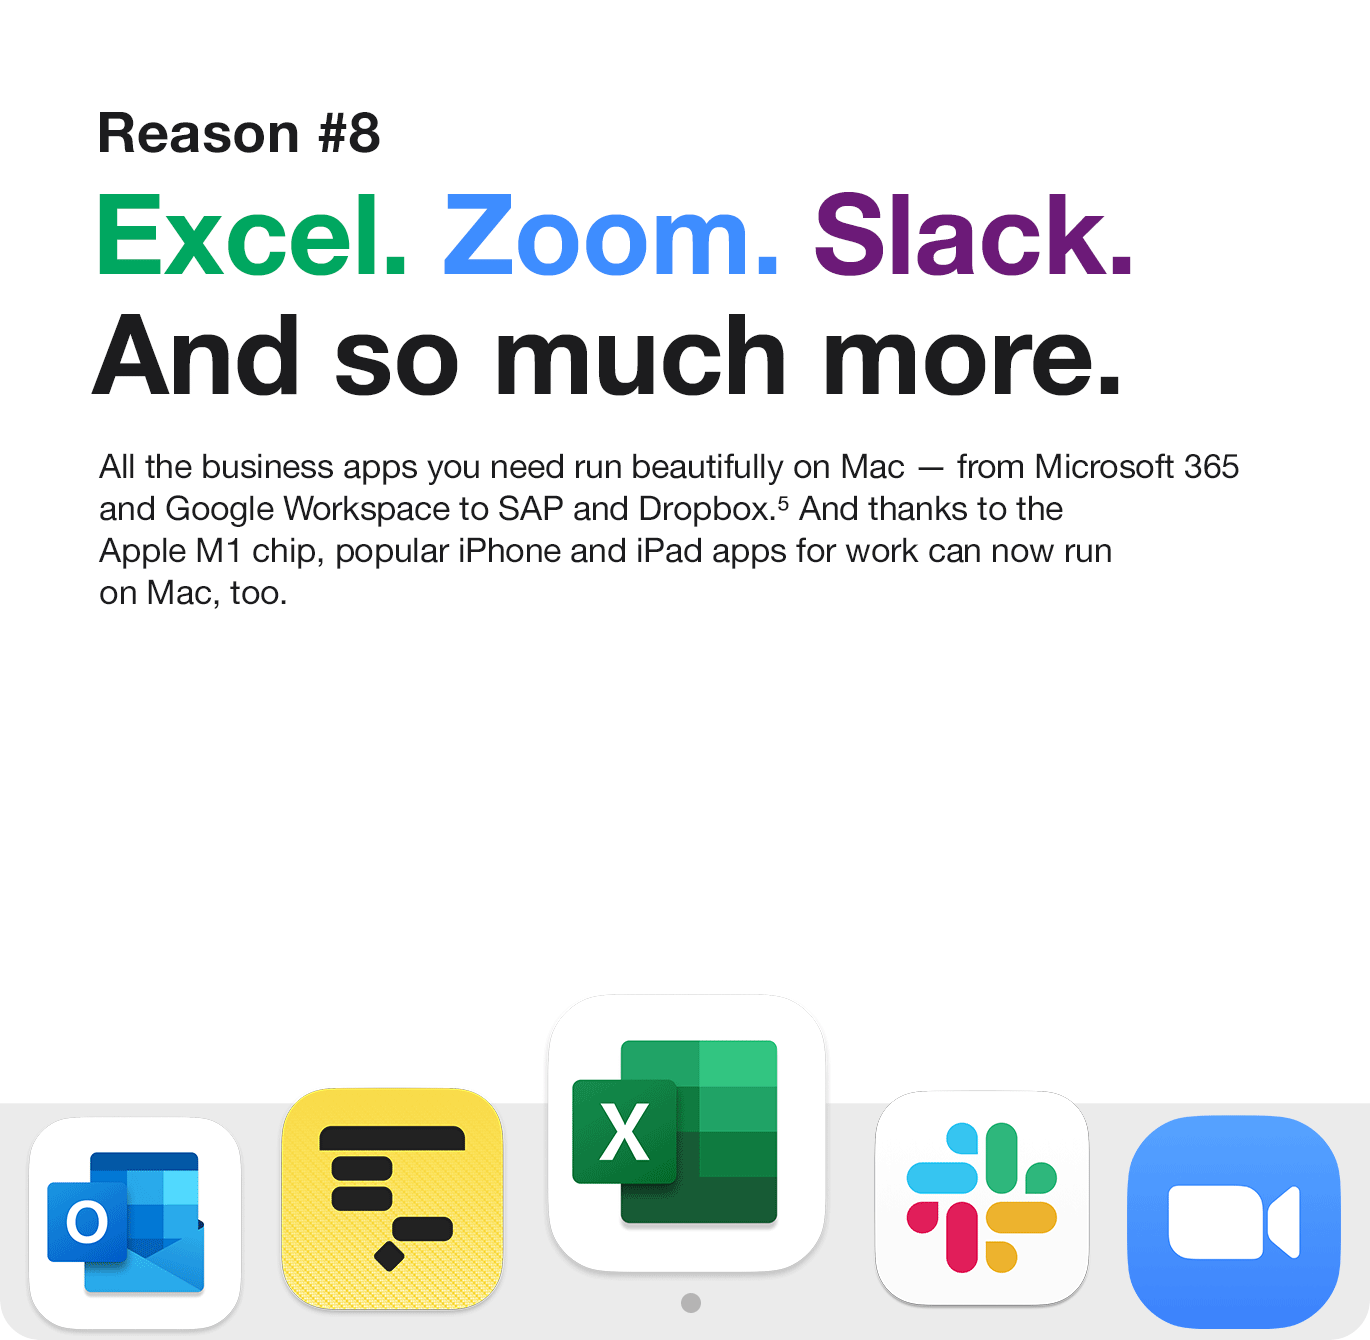 Reason #8
Excel. Zoom. Slack.
And so much more.
All the business apps you need run beautifully on Mac — from Microsoft 365
and Google Workspace to SAP and Dropbox.⁵ And thanks to the
Apple M1 chip, popular iPhone and iPad apps for work can now run
on Mac, too.
O
X